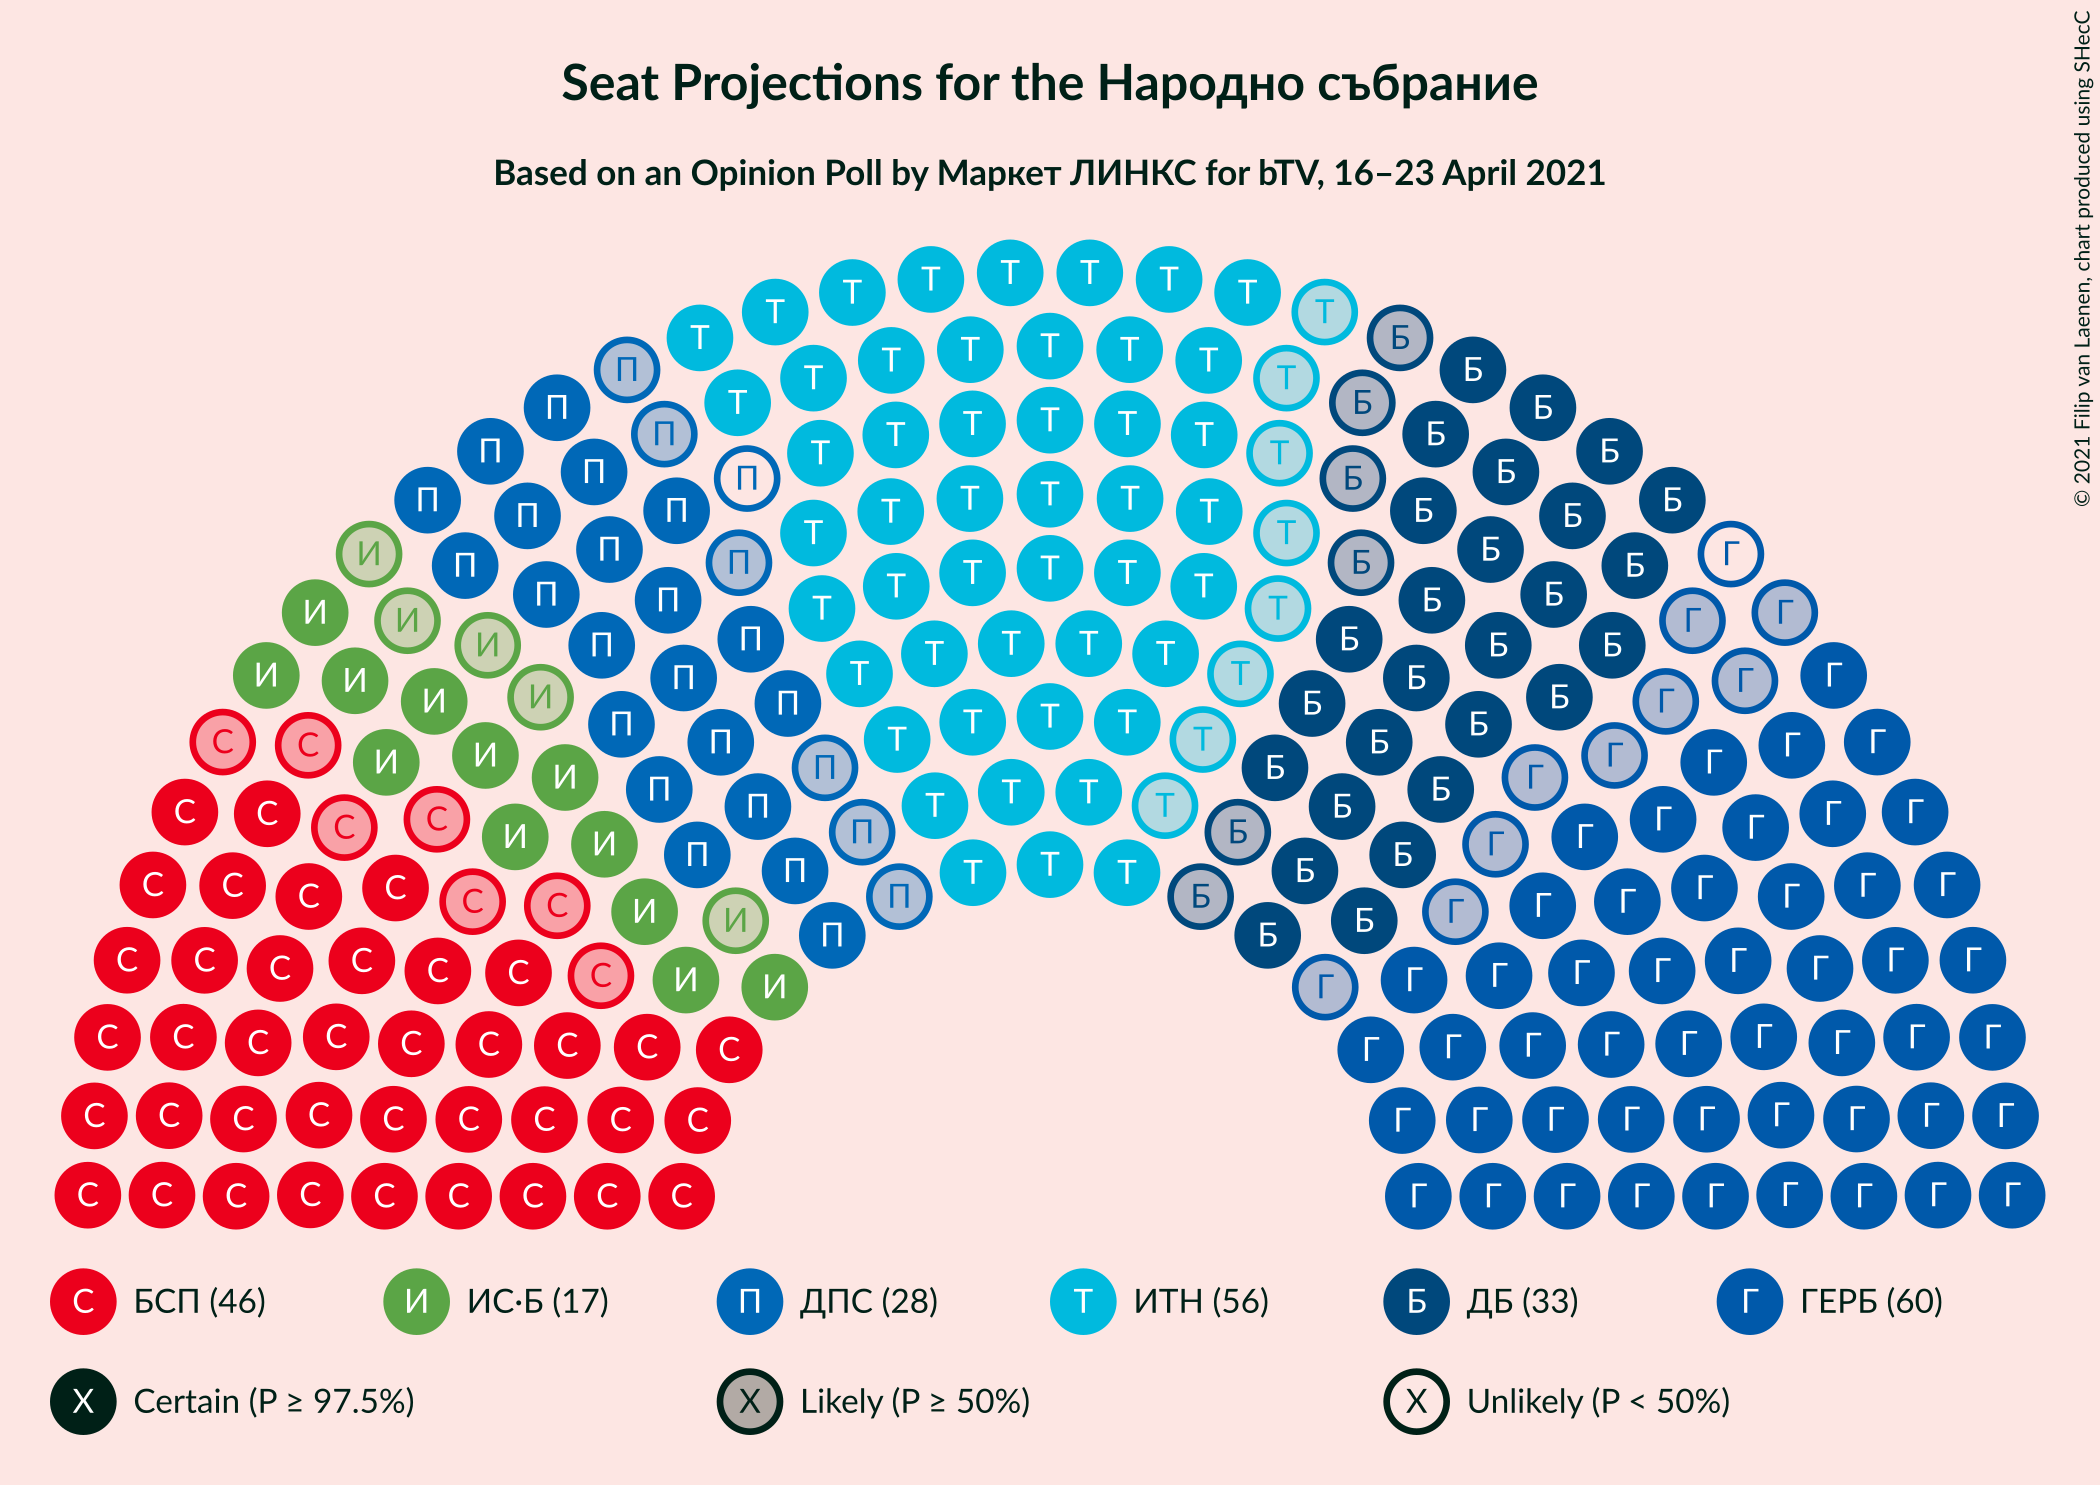 Seat Projections for the Народно събрание
Based on an Opinion Poll by Маркет ЛИНКС for bTV, 16–23 April 2021
© 2021 Filip van Laenen, chart produced using SHecC
С БСП (46) И ИС·Б (17) П ДПС (28) Т ИТН (56) Б ДБ (33) Г ГЕРБ (60)
X Certain (P ≥ 97.5%) X Likely (P ≥ 50%) X Unlikely (P < 50%)